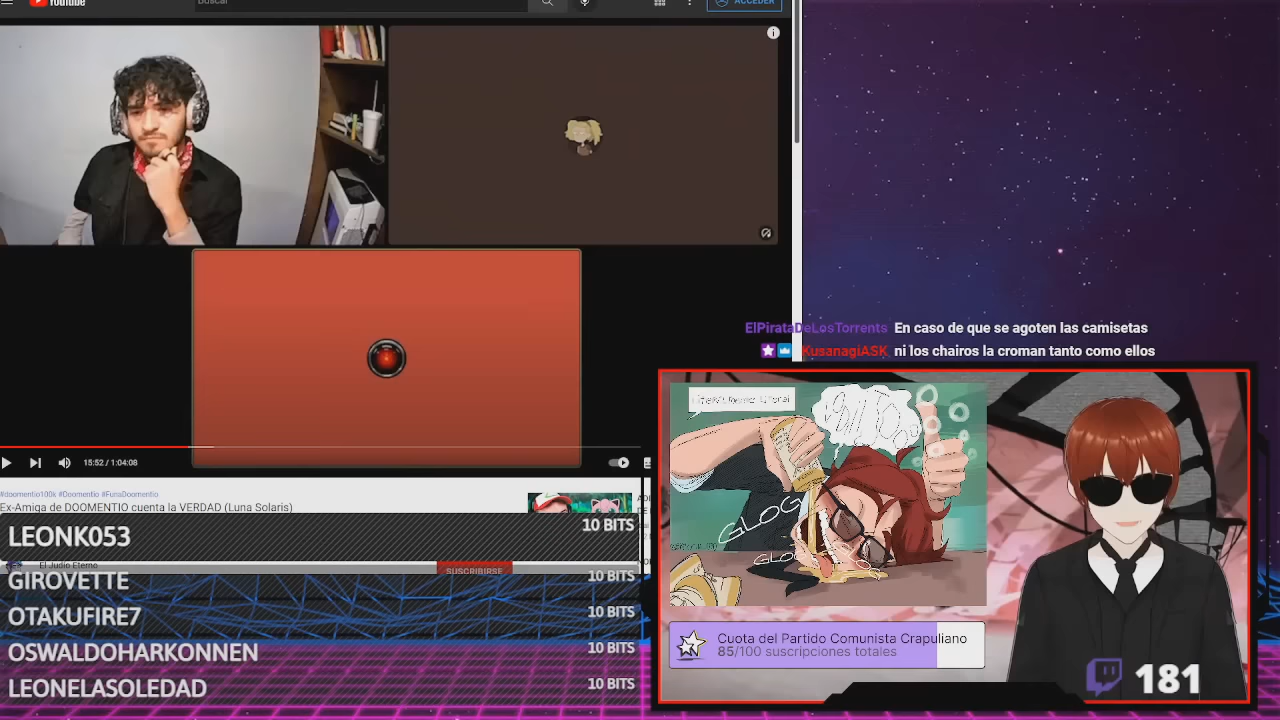 YouTube
Buscar
ACCEDER
ElPirataDeLosTorrents En caso de que se agoten las camisetas
KusanagiASK ni los chairos la croman tanto como ellos
15:52 / 1:04:08
#doomentio100k #Doomentio #FunaDoomentio
Ex-Amiga de DOOMENTIO cuenta la VERDAD (Luna Solaris)
El Judío Eterno
SUSCRIBIRSE
LEONK053 10 BITS
GIROVETTE 10 BITS
OTAKUFIRE7 10 BITS
OSWALDOHARKONNEN 10 BITS
LEONELASOLEDAD 10 BITS
GLOG
Cuota del Partido Comunista Crapuliano
85/100 suscripciones totales
181